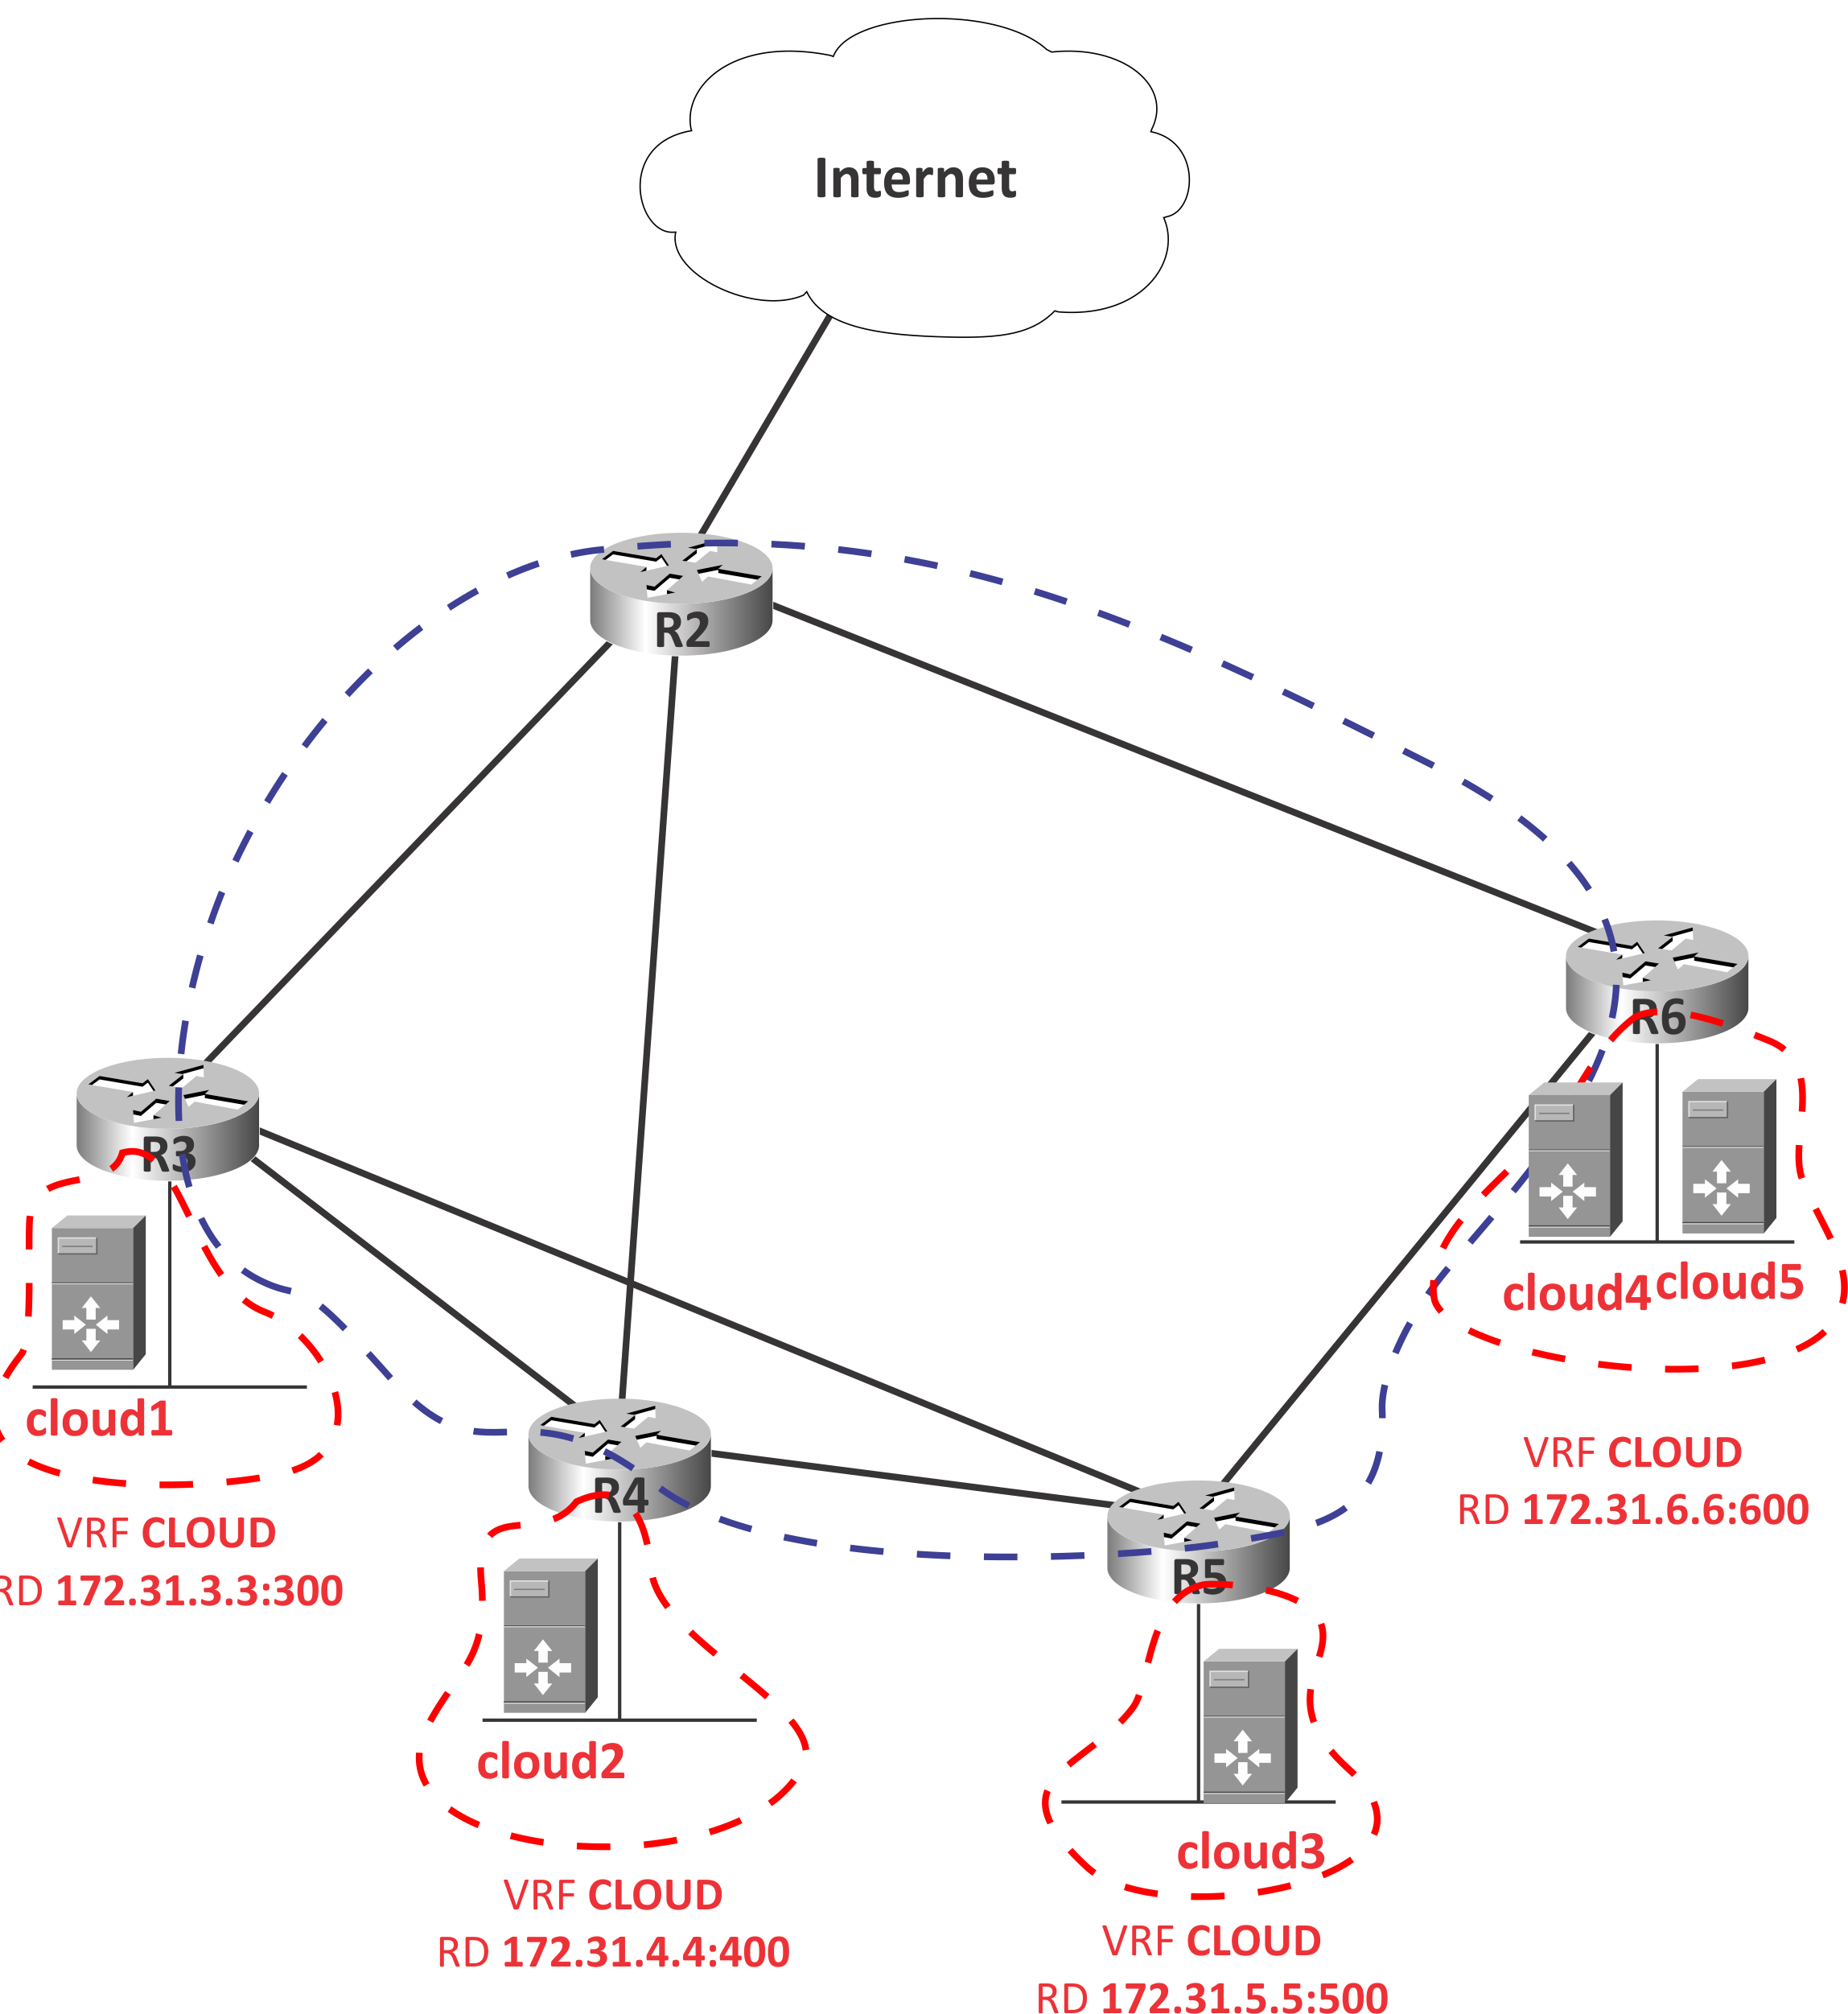 Internet
R2
R6
R3
cloud4
cloud5
cloud1
VRF CLOUD
RD 172.31.6.6:600
R4
VRF CLOUD
RD 172.31.3.3:300
R5
cloud2
cloud3
VRF CLOUD
RD 172.31.4.4:400
VRF CLOUD
RD 172.31.5.5:500